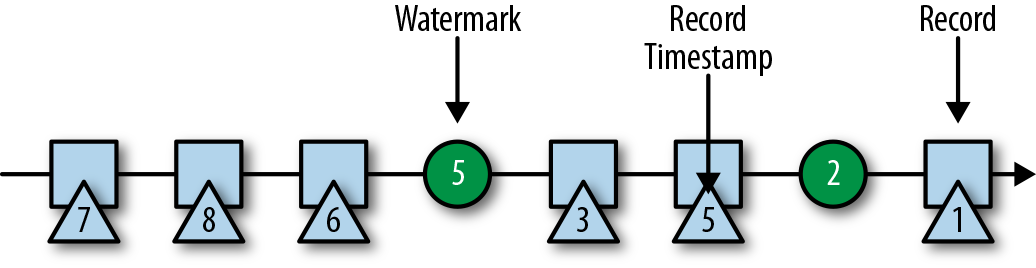 Watermark
Record
Timestamp
Record
7 8 6 5 3 5 2 1